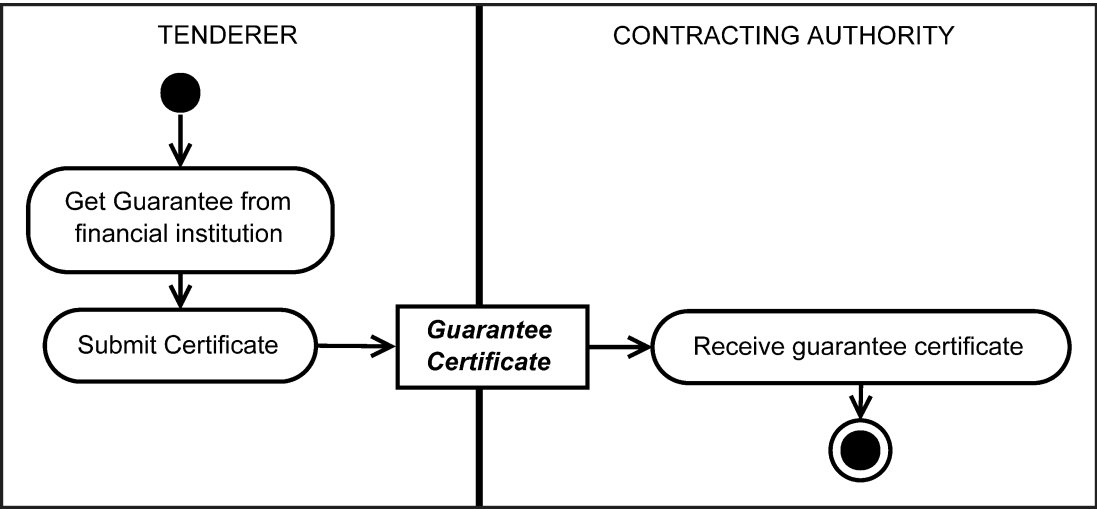 TENDERER
CONTRACTING AUTHORITY
Get Guarantee from
financial institution
Submit Certificate
Guarantee
Certificate
Receive guarantee certificate